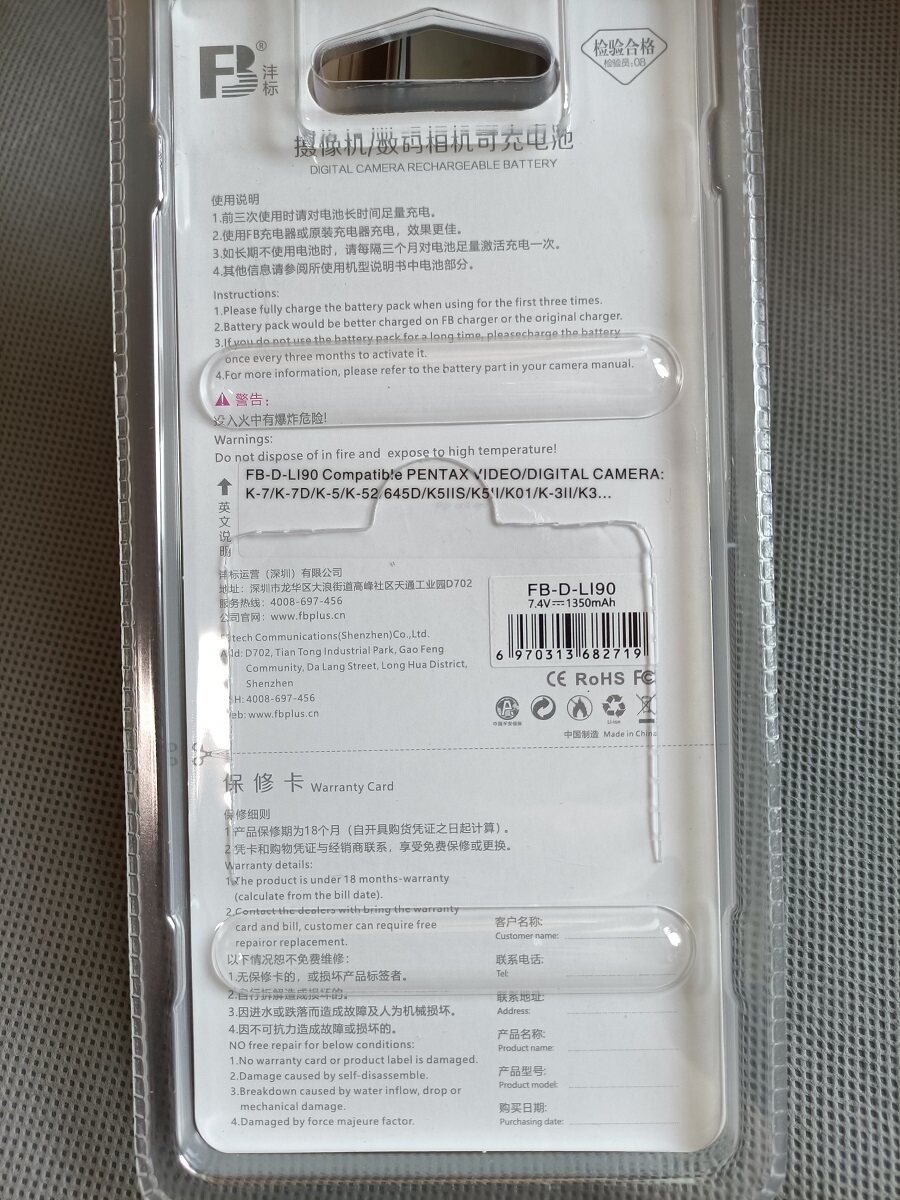 FB®
沣标
检验合格
检验员:08
摄像机/数码相机可充电池
DIGITAL CAMERA RECHARGEABLE BATTERY
使用说明
1.前三次使用时请对电池长时间足量充电。
2.使用FB充电器或原装充电器充电，效果更佳。
3.如长期不使用电池时，请每隔三个月对电池足量激活充电一次。
4.其他信息请参阅所使用机型说明书中电池部分。
Instructions:
1.Please fully charge the battery pack when using for the first three times.
2.Battery pack would be better charged on FB charger or the original charger.
3.If you do not use the battery pack for a long time, pleasecharge the battery
once every three months to activate it.
4.For more information, please refer to the battery part in your camera manual.
警告：
投入火中有爆炸危险!
Warnings:
Do not dispose of in fire and expose to high temperature!
FB-D-LI90 Compatible PENTAX VIDEO/DIGITAL CAMERA:
K-7/K-7D/K-5/K-52/645D/K5IIS/K5II/K01/K-3II/K3...
英文说明
沣标运营（深圳）有限公司
地址：深圳市龙华区大浪街道高峰社区天通工业园D702
服务热线：4008-697-456
公司官网：www.fbplus.cn
FB-D-LI90
7.4V⎓1350mAh
6 970313 682719
tech Communications(Shenzhen)Co.,Ltd.
Add: D702, Tian Tong Industrial Park, Gao Feng
Community, Da Lang Street, Long Hua District,
Shenzhen
H: 4008-697-456
Web: www.fbplus.cn
CE RoHS FC
Li-ion
中国制造 Made in China
保修卡 Warranty Card
保修细则
1.产品保修期为18个月（自开具购货凭证之日起计算）。
2.凭卡和购物凭证与经销商联系，享受免费保修或更换。
Warranty details:
1.The product is under 18 months-warranty
(calculate from the bill date).
2.Contact the dealers with bring the warranty
card and bill, customer can require free
repairor replacement.
以下情况恕不免费维修：
1.无保修卡的，或损坏产品标签者。
2.自行拆解造成损坏的。
3.因进水或跌落而造成故障及人为机械损坏。
4.因不可抗力造成故障或损坏的。
NO free repair for below conditions:
1.No warranty card or product label is damaged.
2.Damage caused by self-disassemble.
3.Breakdown caused by water inflow, drop or
mechanical damage.
4.Damaged by force majeure factor.
客户名称:
Customer name:
联系电话:
Tel:
联系地址:
Address:
产品名称:
Product name:
产品型号:
Product model:
购买日期:
Purchasing date: